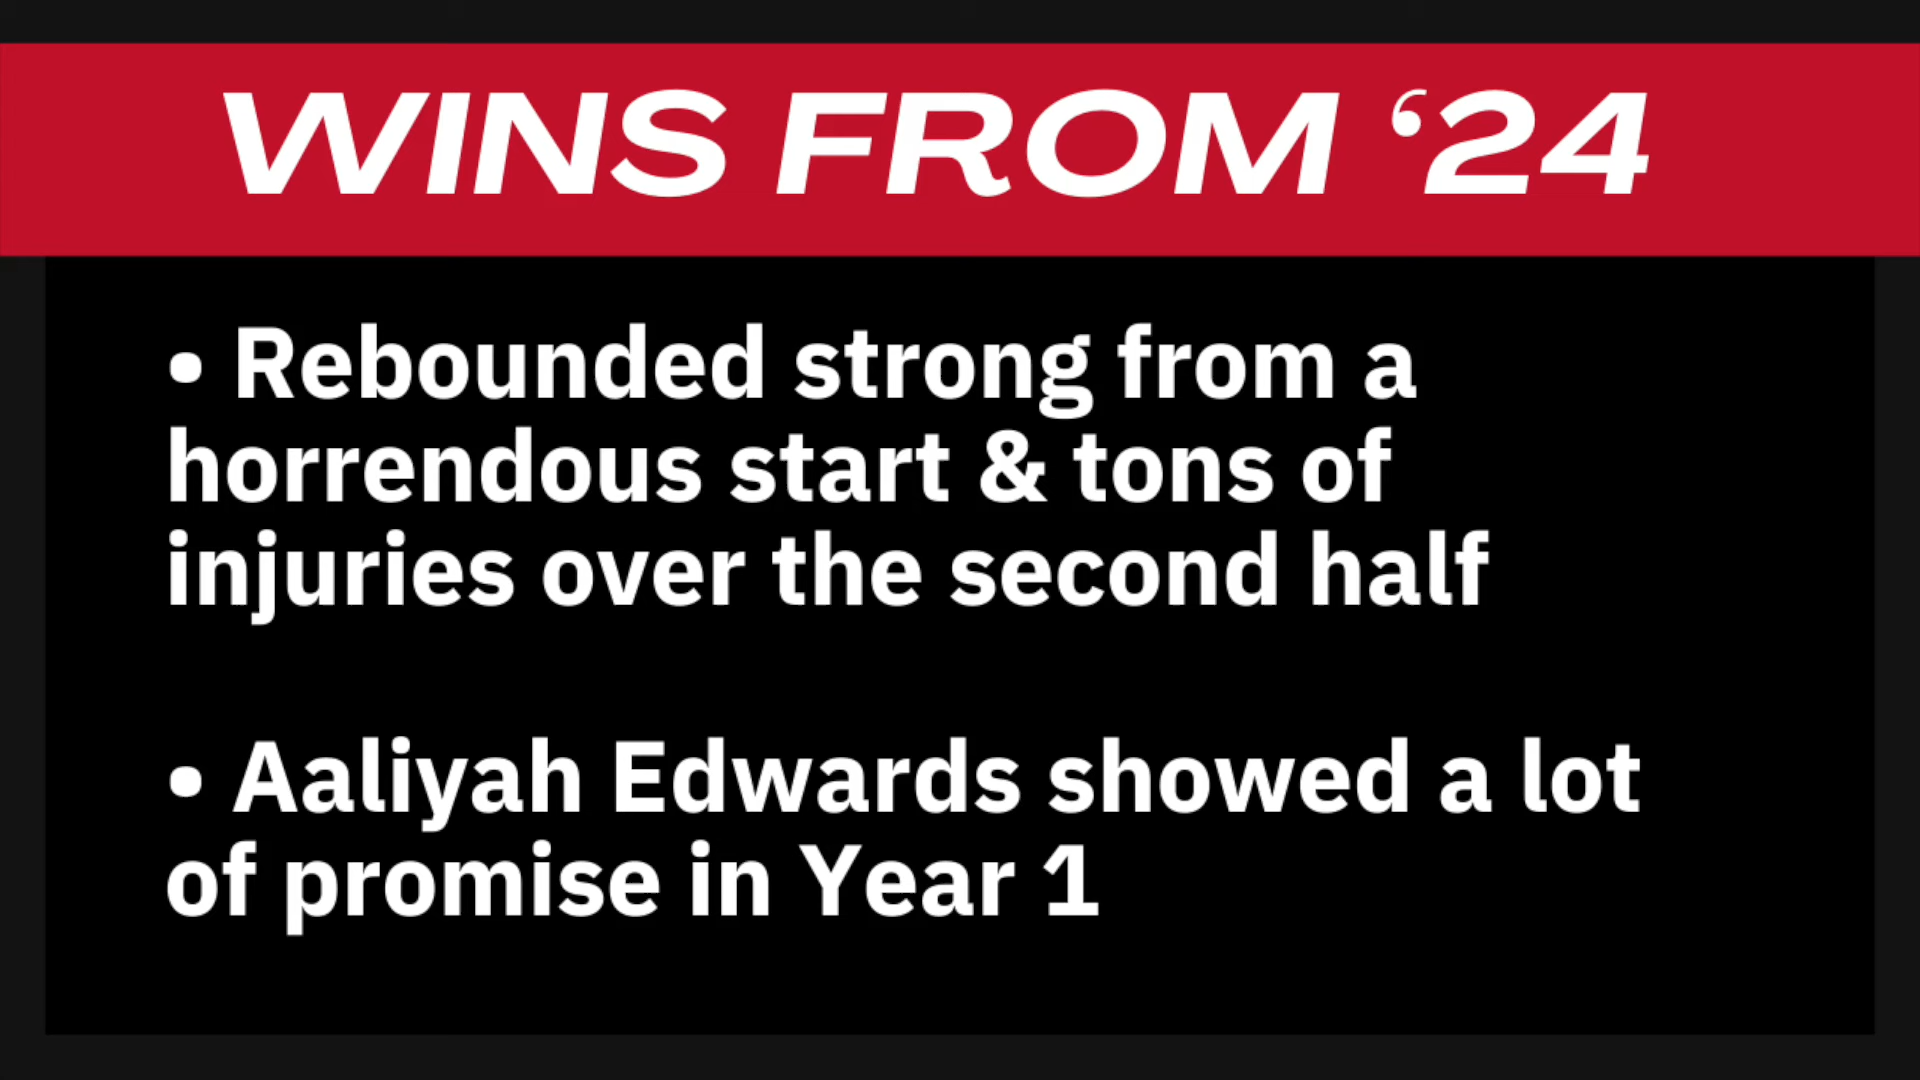 WINS FROM ‘24
• Rebounded strong from a
horrendous start & tons of
injuries over the second half
• Aaliyah Edwards showed a lot
of promise in Year 1